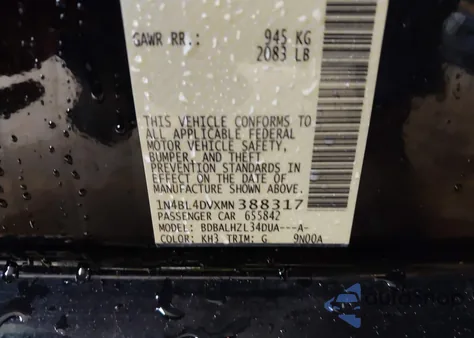 GAWR RR.: 945 KG
2083 LB
THIS VEHICLE CONFORMS TO
ALL APPLICABLE FEDERAL
MOTOR VEHICLE SAFETY,
BUMPER, AND THEFT
PREVENTION STANDARDS IN
EFFECT ON THE DATE OF
MANUFACTURE SHOWN ABOVE.
1N4BL4DVXMN388317
PASSENGER CAR 655842
MODEL: BDBALHZL34DUA---A-
COLOR: KH3 TRIM: G 9N00A
autoshop